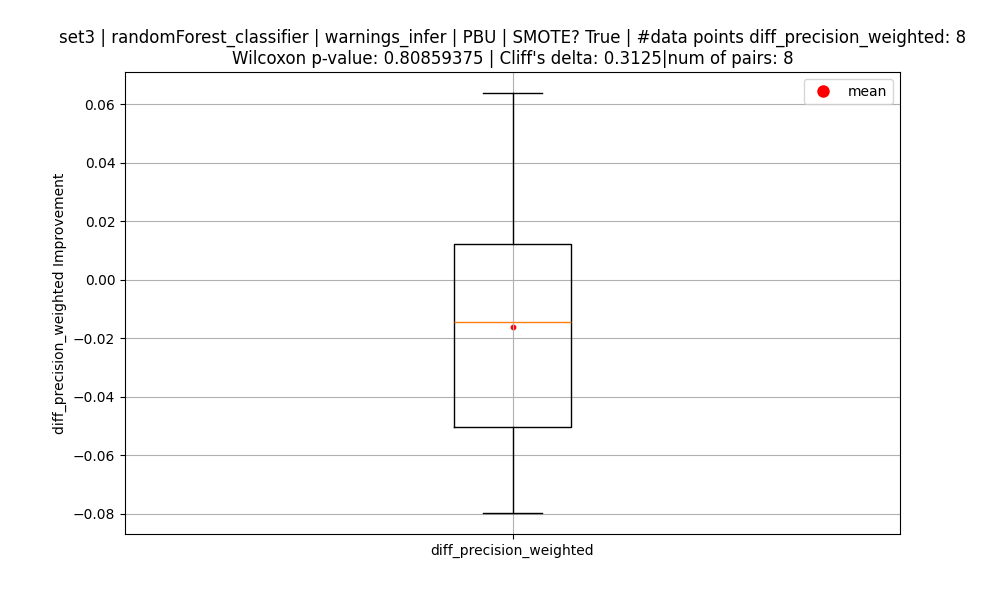 set3 | randomForest_classifier | warnings_infer | PBU | SMOTE? True | #data points diff_precision_weighted: 8
Wilcoxon p-value: 0.80859375 | Cliff's delta: 0.3125|num of pairs: 8
mean
0.06
0.04
0.02
0.00
−0.02
−0.04
−0.06
−0.08
diff_precision_weighted Improvement
diff_precision_weighted